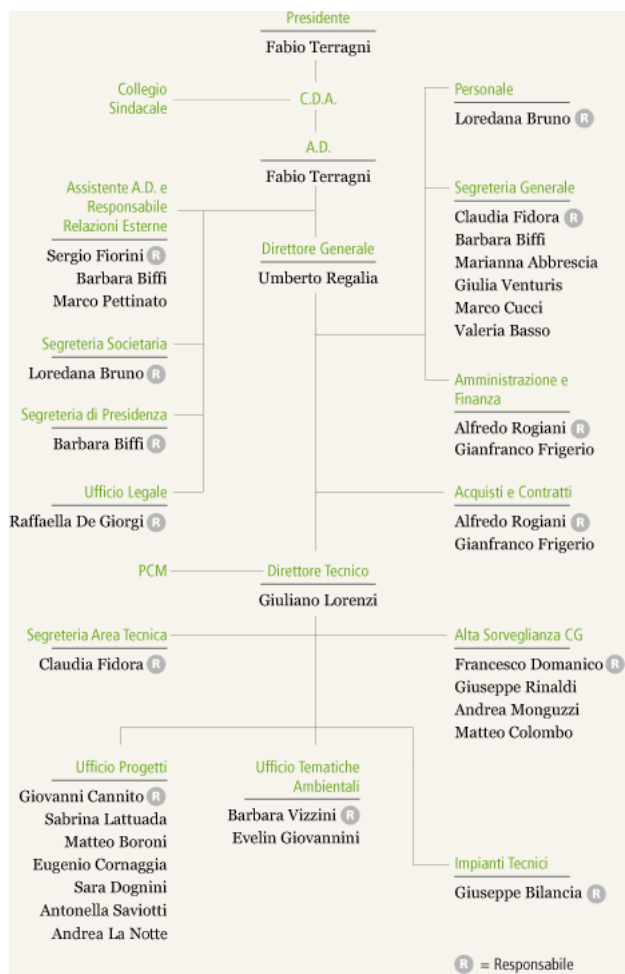 Presidente
Fabio Terragni
Collegio
Sindacale
C.D.A.
A.D.
Fabio Terragni
Personale
Loredana Bruno R
Segreteria Generale
Claudia Fidora R
Barbara Biffi
Marianna Abbrescia
Giulia Venturis
Marco Cucci
Valeria Basso
Assistente A.D. e
Responsabile
Relazioni Esterne
Sergio Fiorini R
Barbara Biffi
Marco Pettinato
Direttore Generale
Umberto Regalia
Segreteria Societaria
Loredana Bruno R
Segreteria di Presidenza
Barbara Biffi R
Ufficio Legale
Raffaella De Giorgi R
Amministrazione e
Finanza
Alfredo Rogiani R
Gianfranco Frigerio
Acquisti e Contratti
Alfredo Rogiani R
Gianfranco Frigerio
PCM
Direttore Tecnico
Giuliano Lorenzi
Segreteria Area Tecnica
Claudia Fidora R
Alta Sorveglianza CG
Francesco Domanico R
Giuseppe Rinaldi
Andrea Monguzzi
Matteo Colombo
Ufficio Progetti
Giovanni Cannito R
Sabrina Lattuada
Matteo Boroni
Eugenio Cornaggia
Sara Dognini
Antonella Saviotti
Andrea La Notte
Ufficio Tematiche
Ambientali
Barbara Vizzini R
Evelin Giovannini
Impianti Tecnici
Giuseppe Bilancia R
R = Responsabile